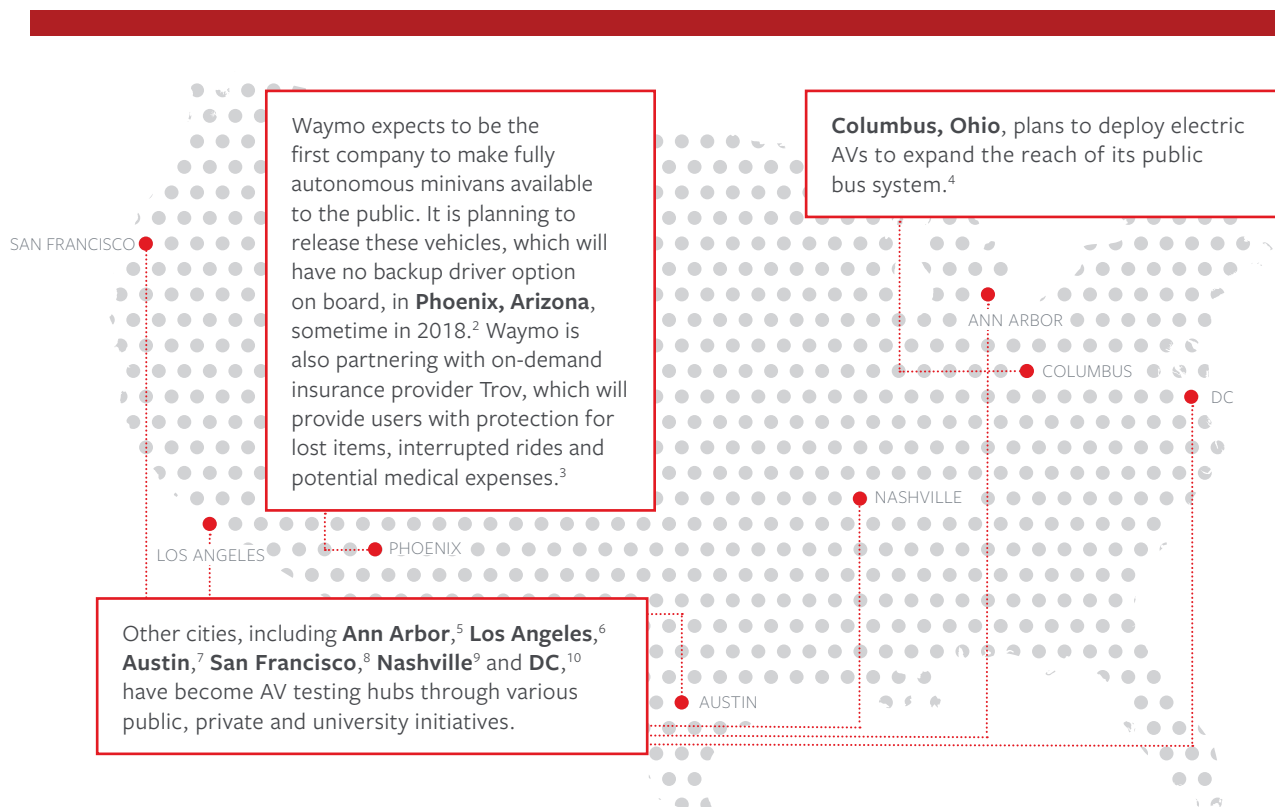 Waymo expects to be the
first company to make fully
autonomous minivans available
to the public. It is planning to
release these vehicles, which will
have no backup driver option
on board, in Phoenix, Arizona,
sometime in 2018.² Waymo is
also partnering with on-demand
insurance provider Trov, which will
provide users with protection for
lost items, interrupted rides and
potential medical expenses.³
Columbus, Ohio, plans to deploy electric
AVs to expand the reach of its public
bus system.⁴
SAN FRANCISCO
ANN ARBOR
COLUMBUS
DC
NASHVILLE
LOS ANGELES
PHOENIX
Other cities, including Ann Arbor,⁵ Los Angeles,⁶
Austin,⁷ San Francisco,⁸ Nashville⁹ and DC,¹⁰
have become AV testing hubs through various
public, private and university initiatives.
AUSTIN